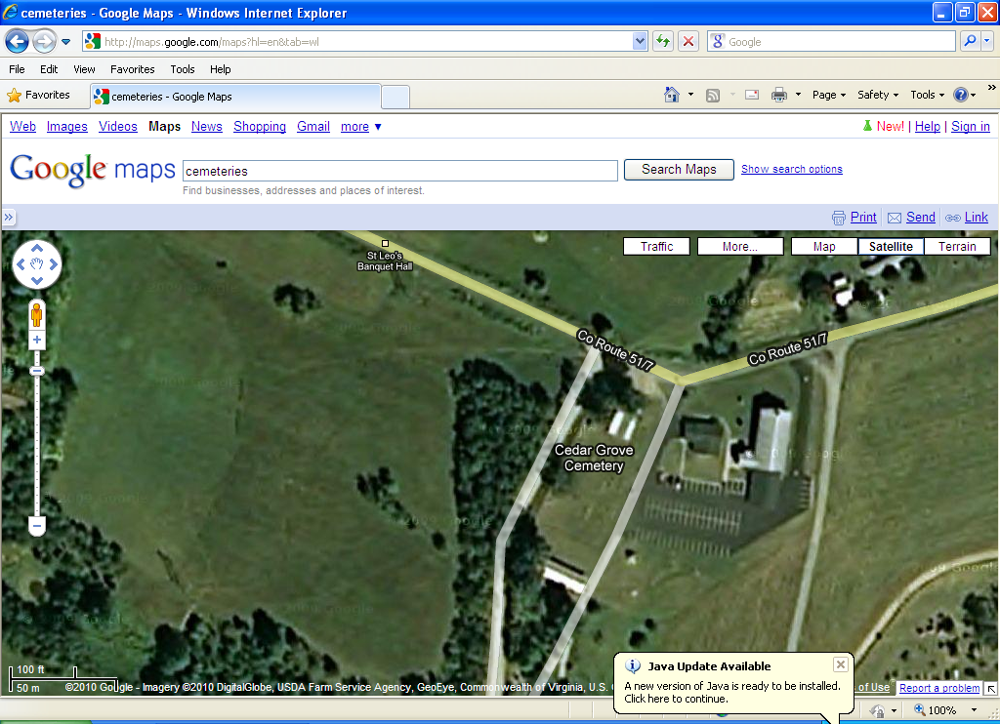 cemeteries - Google Maps - Windows Internet Explorer
http://maps.google.com/maps?hl=en&tab=wl
Google
File Edit View Favorites Tools Help
Favorites
cemeteries - Google Maps
Page Safety Tools
Web Images Videos Maps News Shopping Gmail more
New! | Help | Sign in
Google maps
cemeteries
Search Maps
Show search options
Find businesses, addresses and places of interest.
Print Send Link
Traffic More... Map Satellite Terrain
St Leo's
Banquet Hall
Co Route 51/7
Co Route 51/7
Cedar Grove
Cemetery
100 ft
50 m
©2010 Google - Imagery ©2010 DigitalGlobe, USDA Farm Service Agency, GeoEye, Commonwealth of Virginia, U.S.
of Use
Report a problem
Java Update Available
A new version of Java is ready to be installed.
Click here to continue.
100%